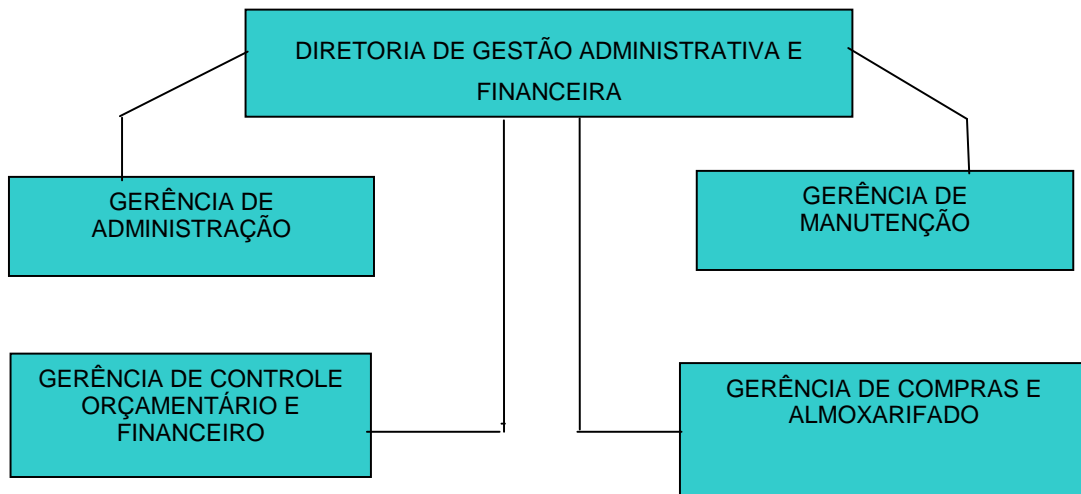 DIRETORIA DE GESTÃO ADMINISTRATIVA E
FINANCEIRA
GERÊNCIA DE
ADMINISTRAÇÃO
GERÊNCIA DE
MANUTENÇÃO
GERÊNCIA DE CONTROLE
ORÇAMENTÁRIO E
FINANCEIRO
GERÊNCIA DE COMPRAS E
ALMOXARIFADO